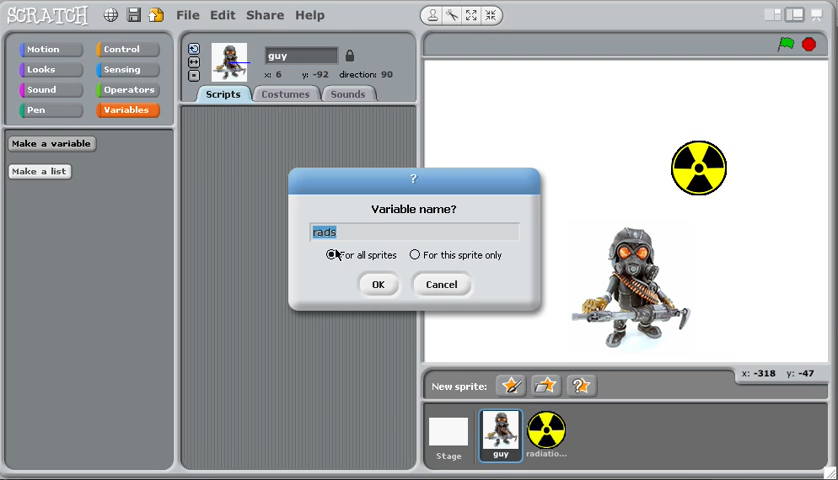 SCRATCH File Edit Share Help
Motion Control
Looks Sensing
Sound Operators
Pen Variables
Make a variable
Make a list
guy
x: 6 y: -92 direction: 90
Scripts Costumes Sounds
?
Variable name?
rads
For all sprites For this sprite only
OK Cancel
x: -318 y: -47
New sprite:
Stage guy radiatio...